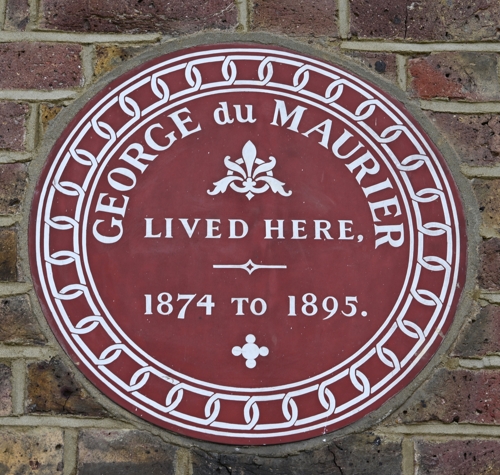 GEORGE du MAURIER
LIVED HERE,
1874 TO 1895.